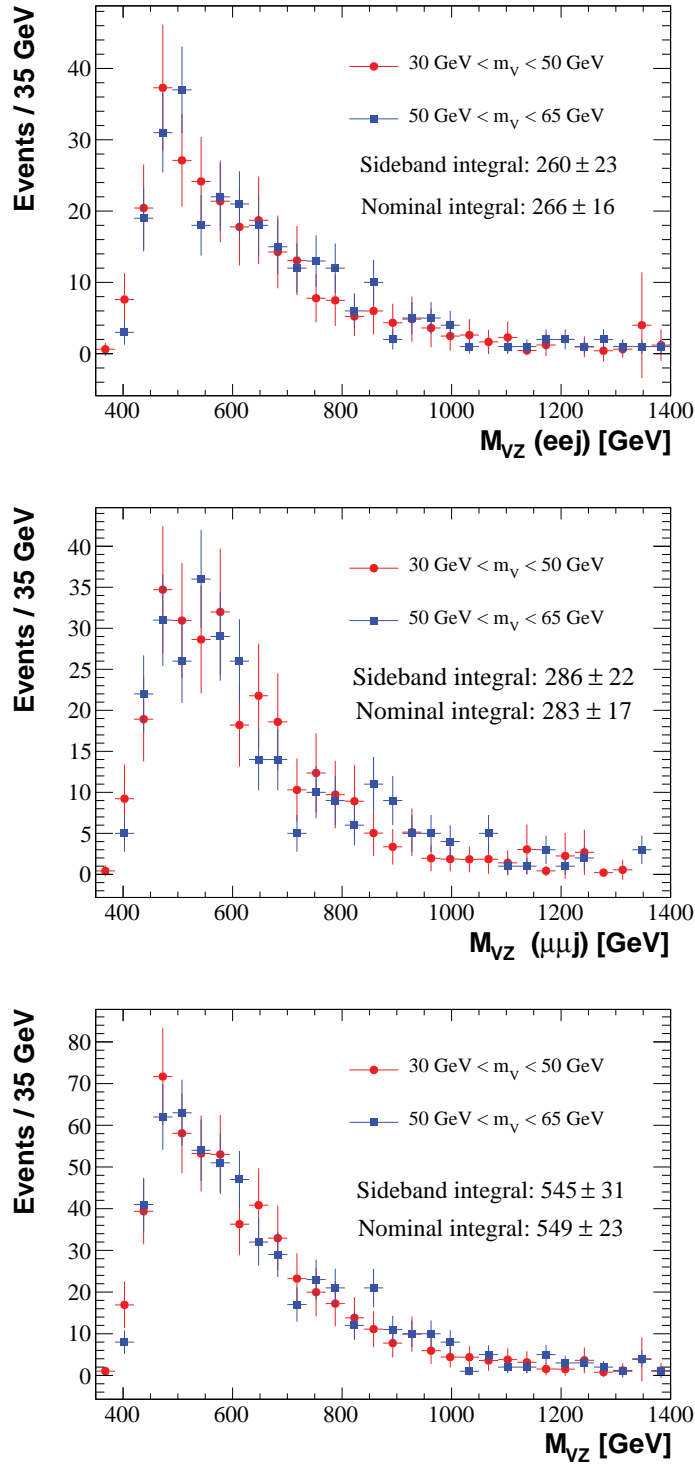 Events / 35 GeV
40
30
20
10
0
30 GeV < m_V < 50 GeV
50 GeV < m_V < 65 GeV
Sideband integral: 260 ± 23
Nominal integral: 266 ± 16
400 600 800 1000 1200 1400
M_VZ (eej) [GeV]
Events / 35 GeV
40
35
30
25
20
15
10
5
0
30 GeV < m_V < 50 GeV
50 GeV < m_V < 65 GeV
Sideband integral: 286 ± 22
Nominal integral: 283 ± 17
400 600 800 1000 1200 1400
M_VZ (μμj) [GeV]
Events / 35 GeV
80
70
60
50
40
30
20
10
0
30 GeV < m_V < 50 GeV
50 GeV < m_V < 65 GeV
Sideband integral: 545 ± 31
Nominal integral: 549 ± 23
400 600 800 1000 1200 1400
M_VZ [GeV]